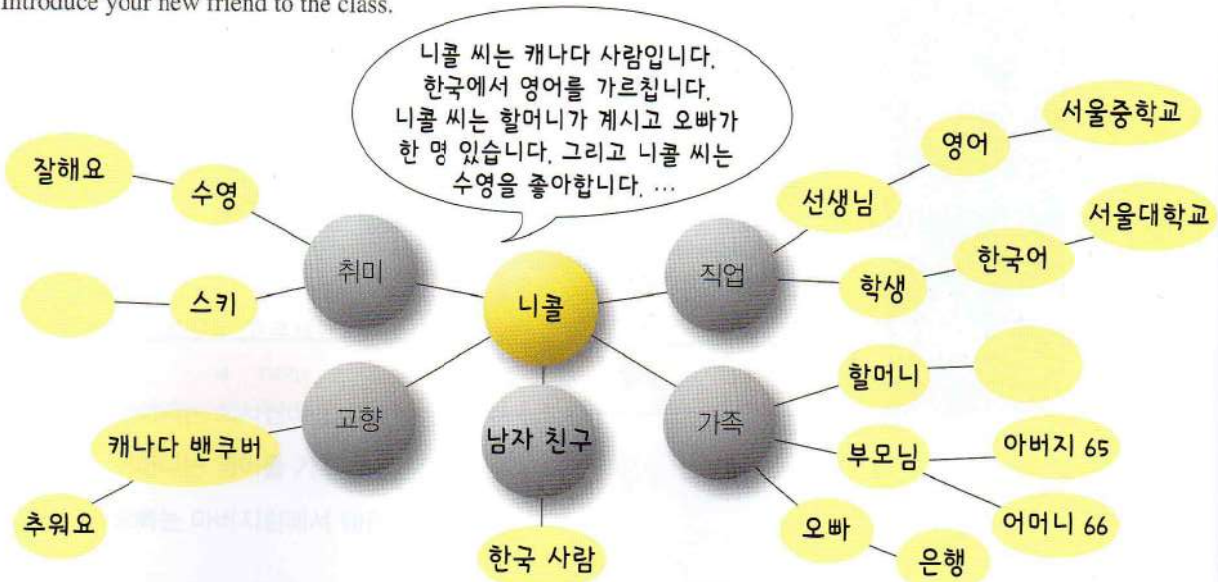 Introduce your new friend to the class.
니콜 씨는 캐나다 사람입니다.
한국에서 영어를 가르칩니다.
니콜 씨는 할머니가 계시고 오빠가
한 명 있습니다. 그리고 니콜 씨는
수영을 좋아합니다. …
잘해요
수영
취미
스키
니콜
직업
선생님
영어
서울중학교
학생
한국어
서울대학교
고향
캐나다 밴쿠버
추워요
남자 친구
한국 사람
가족
할머니
부모님
아버지 65
어머니 66
오빠
은행